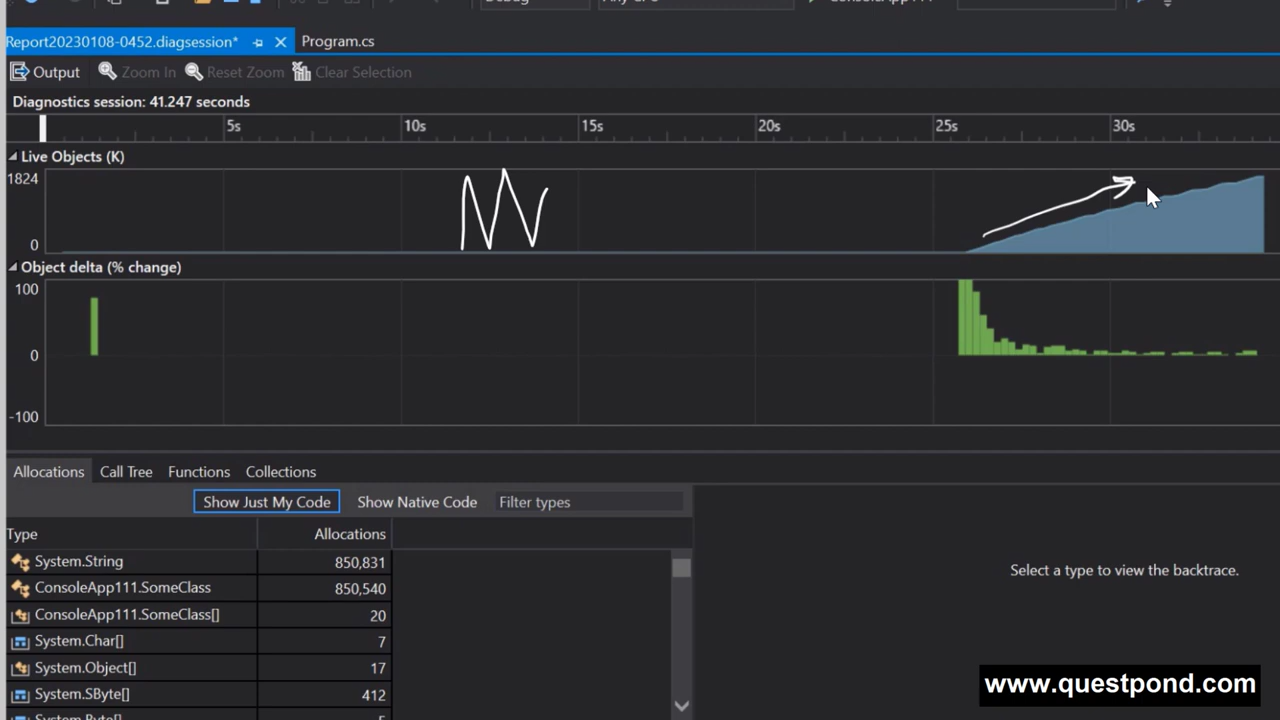 Report20230108-0452.diagsession* Program.cs
Output Zoom In Reset Zoom Clear Selection
Diagnostics session: 41.247 seconds
5s 10s 15s 20s 25s 30s
Live Objects (K)
1824
0
Object delta (% change)
100
0
-100
Allocations Call Tree Functions Collections
Show Just My Code Show Native Code Filter types
Type Allocations
System.String 850,831
ConsoleApp111.SomeClass 850,540
ConsoleApp111.SomeClass[] 20
System.Char[] 7
System.Object[] 17
System.SByte[] 412
Select a type to view the backtrace.
www.questpond.com